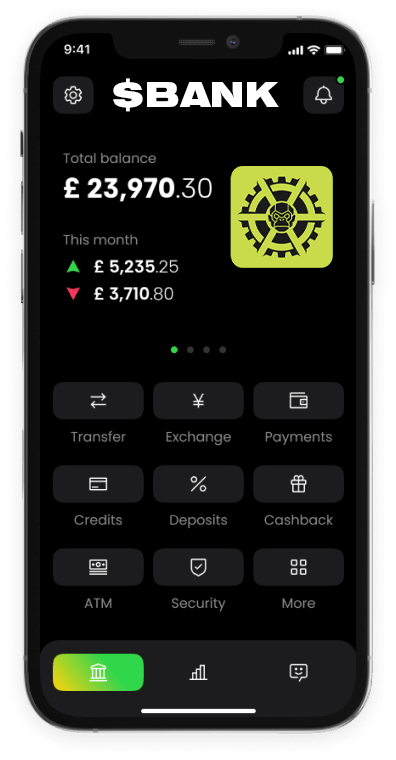 9:41
$BANK
Total balance
£ 23,970.30
This month
£ 5,235.25
£ 3,710.80
Transfer Exchange Payments
Credits Deposits Cashback
ATM Security More